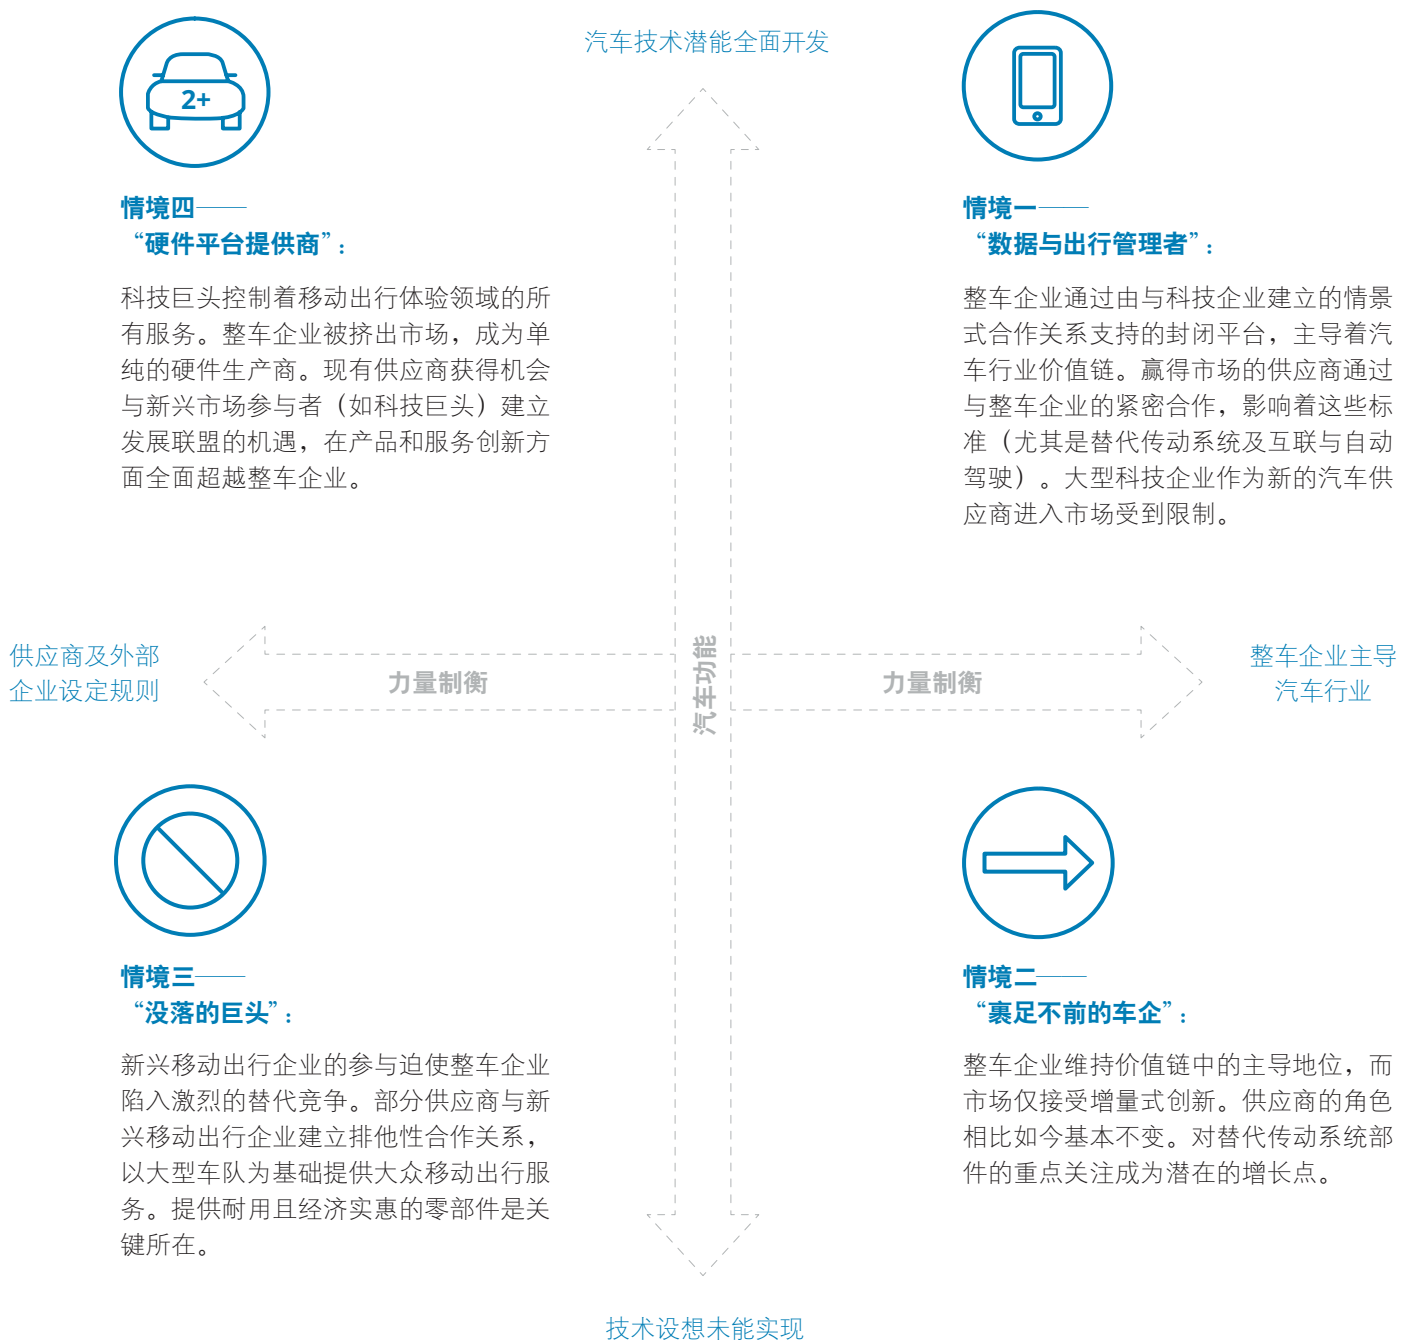 汽车技术潜能全面开发
2+
情境四——
“硬件平台提供商”：
科技巨头控制着移动出行体验领域的所
有服务。整车企业被挤出市场，成为单
纯的硬件生产商。现有供应商获得机会
与新兴市场参与者（如科技巨头）建立
发展联盟的机遇，在产品和服务创新方
面全面超越整车企业。
情境一——
“数据与出行管理者”：
整车企业通过由与科技企业建立的情景
式合作关系支持的封闭平台，主导着汽
车行业价值链。赢得市场的供应商通过
与整车企业的紧密合作，影响着这些标
准（尤其是替代传动系统及互联与自动
驾驶）。大型科技企业作为新的汽车供
应商进入市场受到限制。
供应商及外部
企业设定规则
力量制衡
汽车功能
力量制衡
整车企业主导
汽车行业
情境三——
“没落的巨头”：
新兴移动出行企业的参与迫使整车企业
陷入激烈的替代竞争。部分供应商与新
兴移动出行企业建立排他性合作关系，
以大型车队为基础提供大众移动出行服
务。提供耐用且经济实惠的零部件是关
键所在。
情境二——
“裹足不前的车企”：
整车企业维持价值链中的主导地位，而
市场仅接受增量式创新。供应商的角色
相比如今基本不变。对替代传动系统部
件的重点关注成为潜在的增长点。
技术设想未能实现